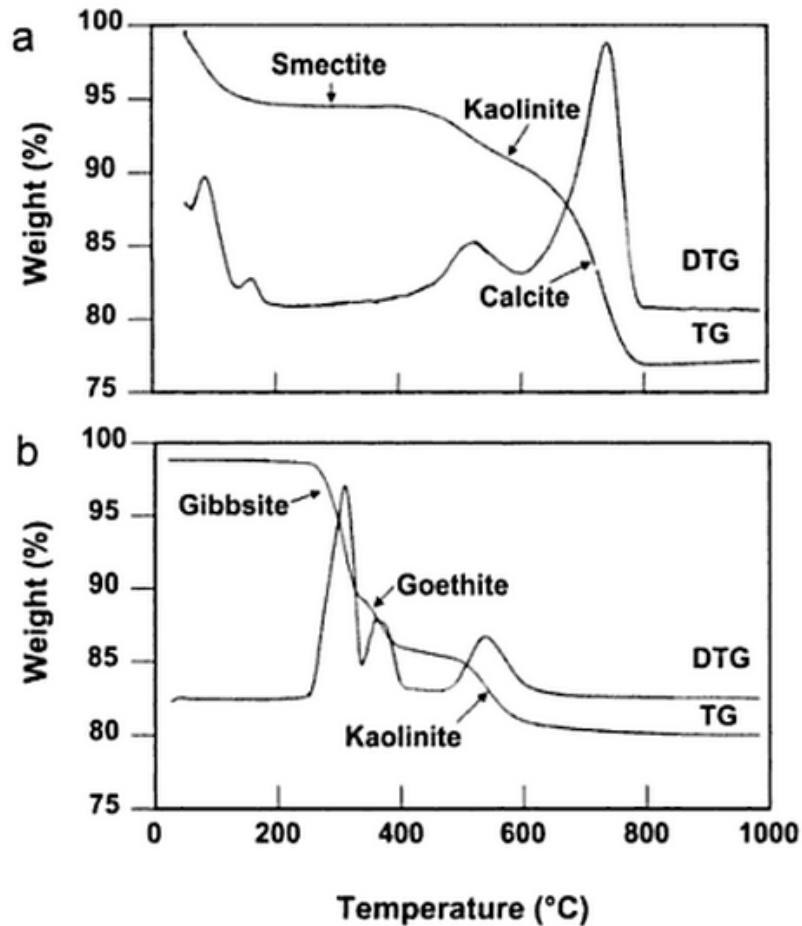 a
100
95
90
85
80
75
Weight (%)
Smectite
Kaolinite
Calcite
DTG
TG
b
100
95
90
85
80
75
Weight (%)
Gibbsite
Goethite
Kaolinite
DTG
TG
0 200 400 600 800 1000
Temperature (°C)